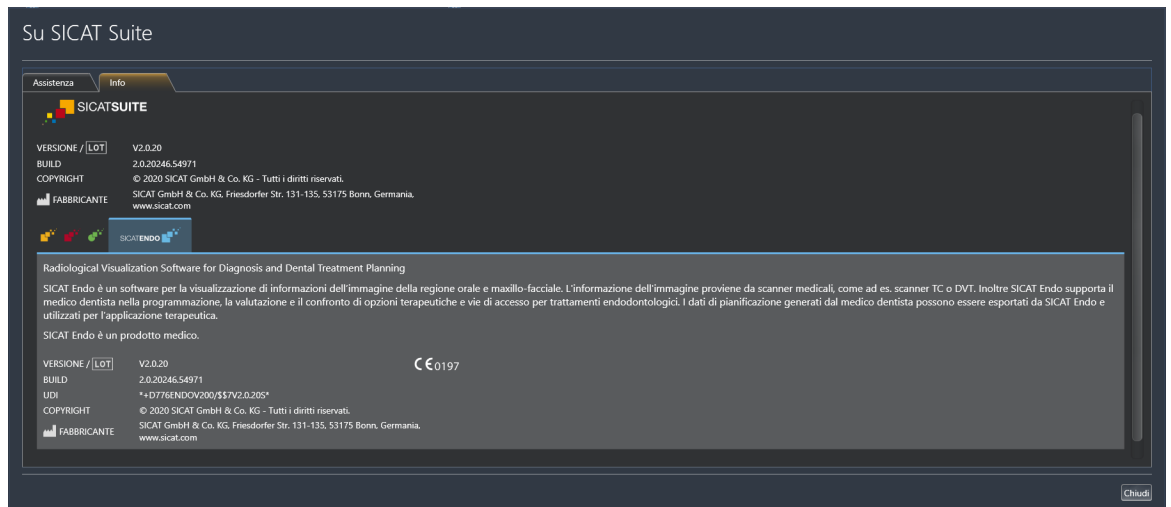 Su SICAT Suite
Assistenza
Info
SICATSUITE
VERSIONE / LOT V2.0.20
BUILD 2.0.20246.54971
COPYRIGHT © 2020 SICAT GmbH & Co. KG - Tutti i diritti riservati.
FABBRICANTE SICAT GmbH & Co. KG, Friesdorfer Str. 131-135, 53175 Bonn, Germania,
www.sicat.com
SICATENDO
Radiological Visualization Software for Diagnosis and Dental Treatment Planning
SICAT Endo è un software per la visualizzazione di informazioni dell'immagine della regione orale e maxillo-facciale. L'informazione dell'immagine proviene da scanner medicali, come ad es. scanner TC o DVT. Inoltre SICAT Endo supporta il
medico dentista nella programmazione, la valutazione e il confronto di opzioni terapeutiche e vie di accesso per trattamenti endodontologici. I dati di pianificazione generati dal medico dentista possono essere esportati da SICAT Endo e
utilizzati per l'applicazione terapeutica.
SICAT Endo è un prodotto medico.
VERSIONE / LOT V2.0.20 CE0197
BUILD 2.0.20246.54971
UDI *+D776ENDOV200/$$7V2.0.20S*
COPYRIGHT © 2020 SICAT GmbH & Co. KG - Tutti i diritti riservati.
FABBRICANTE SICAT GmbH & Co. KG, Friesdorfer Str. 131-135, 53175 Bonn, Germania,
www.sicat.com
Chiudi